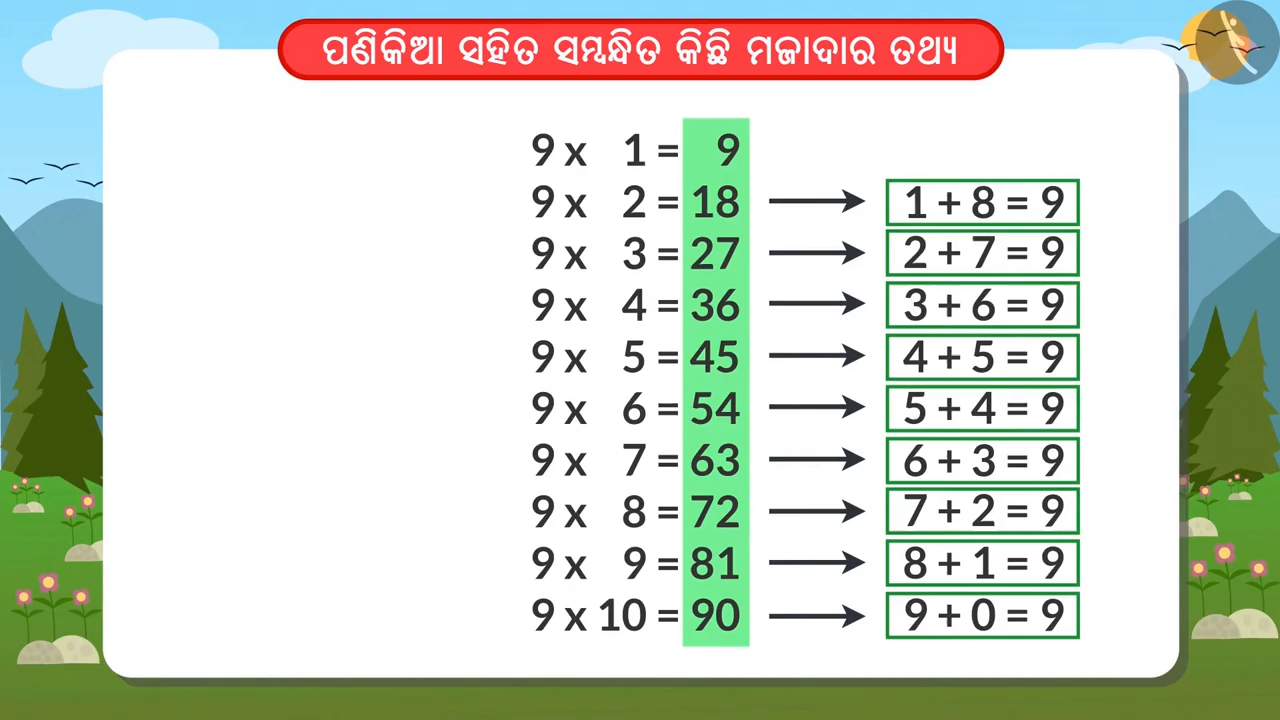 ପଣିକିଆ ସହିତ ସମ୍ବନ୍ଧିତ କିଛି ମଜାଦାର ତଥ୍ୟ
9 x 1 = 9
9 x 2 = 18 → 1 + 8 = 9
9 x 3 = 27 → 2 + 7 = 9
9 x 4 = 36 → 3 + 6 = 9
9 x 5 = 45 → 4 + 5 = 9
9 x 6 = 54 → 5 + 4 = 9
9 x 7 = 63 → 6 + 3 = 9
9 x 8 = 72 → 7 + 2 = 9
9 x 9 = 81 → 8 + 1 = 9
9 x 10 = 90 → 9 + 0 = 9